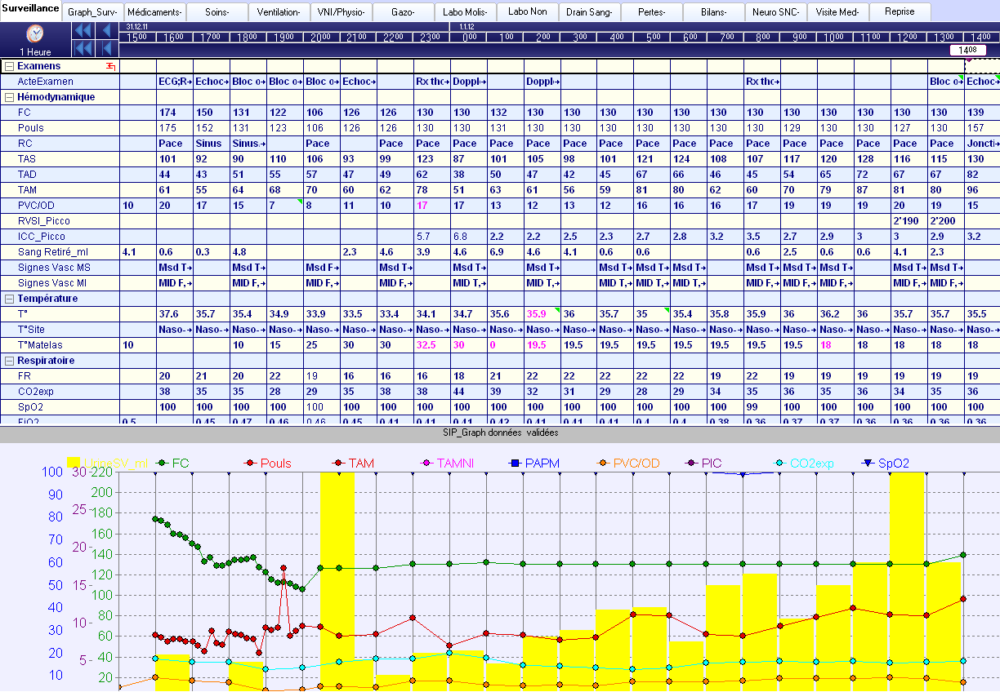 Surveillance Graph_Surv- Médicaments- Soins- Ventilation- VNI/Physio- Gazo- Labo Molis- Labo Non Drain Sang- Pertes- Bilans- Neuro SNC- Visite Med- Reprise
31.12.11 1.1.12
1500 1600 1700 1800 1900 2000 2100 2200 2300 000 100 200 300 400 500 600 700 800 900 1000 1100 1200 1300 1400
1 Heure 1408
Examens
ActeExamen ECG;R Echoc Bloc o Bloc o Bloc o Echoc Rx thc Doppl Doppl Rx thc Bloc o Echoc
Hémodynamique
FC 174 150 131 122 106 126 126 130 130 132 130 130 130 130 130 130 130 130 130 130 130 130 139
Pouls 175 152 131 123 106 126 126 130 130 131 130 130 130 130 130 130 130 129 130 130 127 130 157
RC Pace Sinus Sinus. Pace Pace Pace Pace Pace Pace Pace Pace Pace Pace Pace Pace Pace Pace Pace Pace Pace Joncti
TAS 101 92 90 110 106 93 99 123 87 101 105 98 101 121 124 108 107 117 120 128 116 115 130
TAD 44 43 51 55 57 47 49 62 38 50 47 42 45 67 66 46 45 54 65 72 67 67 82
TAM 61 55 64 68 70 60 62 78 51 63 61 56 59 81 80 62 60 70 79 87 81 80 96
PVC/OD 10 20 17 15 7 8 11 10 17 17 13 12 13 12 16 16 16 17 19 19 19 20 19 15
RVSI_Picco 2'190 2'200
ICC_Picco 5.7 6.8 2.2 2.2 2.5 2.3 2.7 2.8 3.2 3.5 2.7 2.9 3 3 2.9 3.2
Sang Retiré_ml 4.1 0.6 0.3 4.8 2.3 4.6 3.9 4.6 6.9 4.6 4.1 0.6 0.6 0.6 2.5 0.6 0.6 4.1 2.3
Signes Vasc MS Msd T Msd T Msd F Msd T Msd T Msd T Msd T Msd T Msd T Msd T Msd T Msd T Msd T Msd T
Signes Vasc MI MID F, MID F, MID F, MID F, MID T, MID T, MID T, MID T, MID T, MID F, MID F, MID F, MID F, MID F,
Température
T° 37.6 35.7 35.4 34.9 33.9 33.5 33.4 34.1 34.7 35.6 35.9 36 35.7 35 35.4 35.8 35.9 36 36.2 36 35.7 35.7 35.5
T°Site Naso- Naso- Naso- Naso- Naso- Naso- Naso- Naso- Naso- Naso- Naso- Naso- Naso- Naso- Naso- Naso- Naso- Naso- Naso- Naso- Naso- Naso- Naso-
T°Matelas 10 10 15 25 30 30 32.5 30 0 19.5 19.5 19.5 19.5 19.5 19.5 19.5 19.5 18 18 18 18 18
Respiratoire
FR 20 21 20 22 19 16 16 16 18 21 22 22 22 22 22 19 22 19 19 19 19 19 19
CO2exp 38 35 35 28 29 35 38 38 44 39 32 31 29 28 29 34 35 36 35 36 34 35 36
SpO2 100 100 100 100 100 100 100 100 100 100 100 100 100 100 100 100 99 100 100 100 100 100 100
FiO2 0.5 0.45 0.47 0.46 0.46 0.45 0.41 0.41 0.41 0.42 0.41 0.41 0.4 0.4 0.38 0.36 0.37 0.37 0.36 0.36 0.36 0.36
SIP_Graph données validées
UrineSV_ml FC Pouls TAM TAMNI PAPM PVC/OD PIC CO2exp SpO2
100 30 220
90 200
25 180
80
70 160
20
60 140
120
50 15
100
40
10 80
30
60
20 5 40
10 20